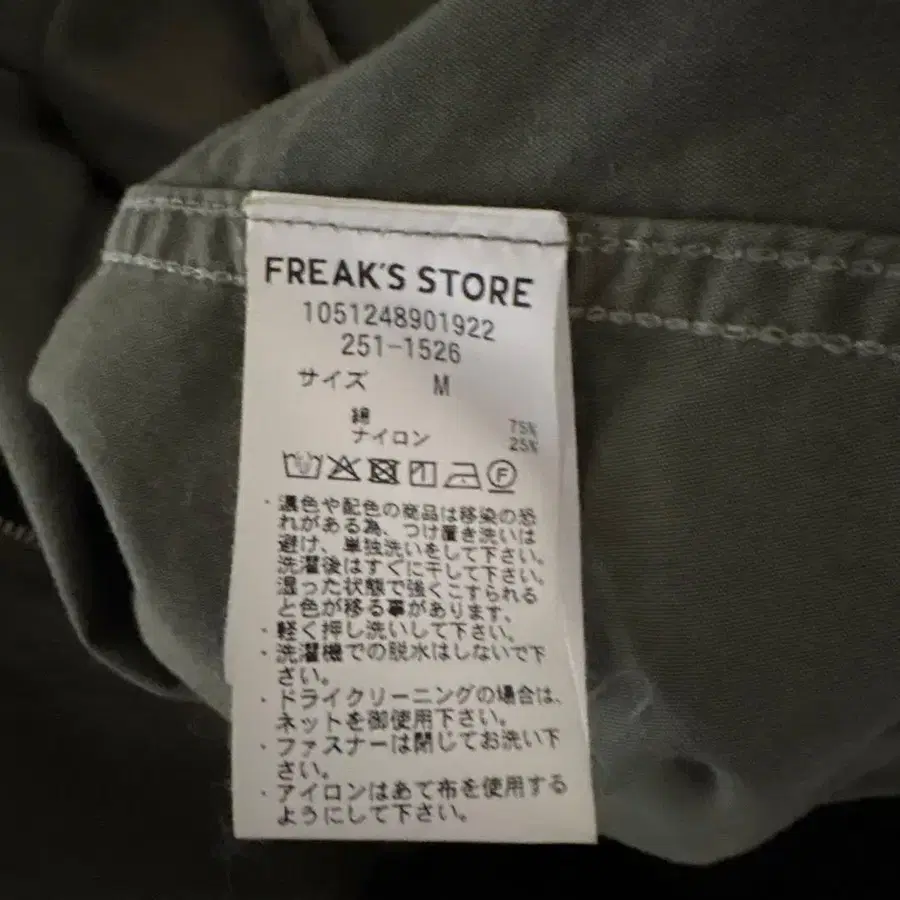 FREAK'S STORE
1051248901922
251-1526
サイズ M
綿 75%
ナイロン 25%
F
・濃色や配色の商品は移染の恐
れがある為、つけ置き洗いは
避け、単独洗いをして下さい。
洗濯後はすぐに干して下さい。
湿った状態で強くこすられる
と色が移る事があります。
・軽く押し洗いして下さい。
・洗濯機での脱水はしないで下
さい。
・ドライクリーニングの場合は、
ネットを御使用下さい。
・ファスナーは閉じてお洗い下
さい。
・アイロンはあて布を使用する
ようにして下さい。